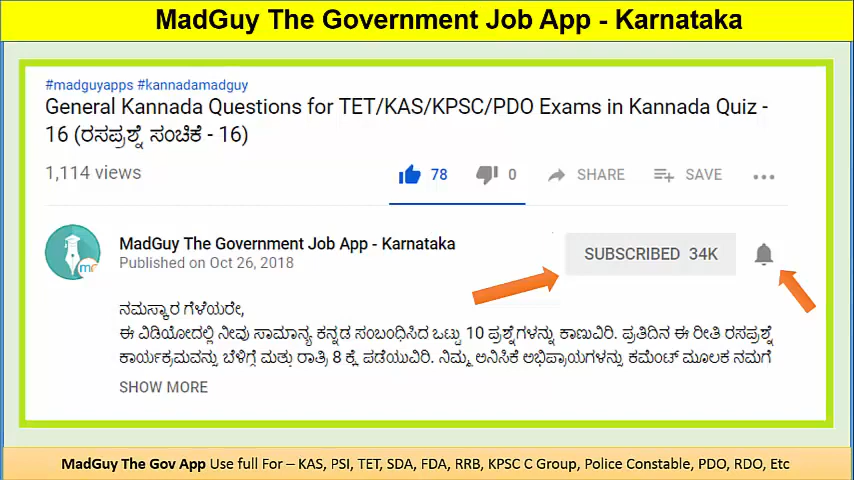 MadGuy The Government Job App - Karnataka
#madguyapps #kannadamadguy
General Kannada Questions for TET/KAS/KPSC/PDO Exams in Kannada Quiz -
16 (ರಸಪ್ರಶ್ನೆ ಸಂಚಿಕೆ - 16)
1,114 views
78 0 SHARE SAVE
MadGuy The Government Job App - Karnataka
SUBSCRIBED 34K
Published on Oct 26, 2018
ನಮಸ್ಕಾರ ಗೆಳೆಯರೇ,
ಈ ವಿಡಿಯೋದಲ್ಲಿ ನೀವು ಸಾಮಾನ್ಯ ಕನ್ನಡ ಸಂಬಂಧಿಸಿದ ಒಟ್ಟು 10 ಪ್ರಶ್ನೆಗಳನ್ನು ಕಾಣುವಿರಿ. ಪ್ರತಿದಿನ ಈ ರೀತಿ ರಸಪ್ರಶ್ನೆ
ಕಾರ್ಯಕ್ರಮವನ್ನು ಬೆಳಿಗ್ಗೆ ಮತ್ತು ರಾತ್ರಿ 8 ಕ್ಕೆ ಪಡೆಯುವಿರಿ. ನಿಮ್ಮ ಅನಿಸಿಕೆ ಅಭಿಪ್ರಾಯಗಳನ್ನು ಕಮೆಂಟ್ ಮೂಲಕ ನಮಗೆ
SHOW MORE
MadGuy The Gov App Use full For – KAS, PSI, TET, SDA, FDA, RRB, KPSC C Group, Police Constable, PDO, RDO, Etc